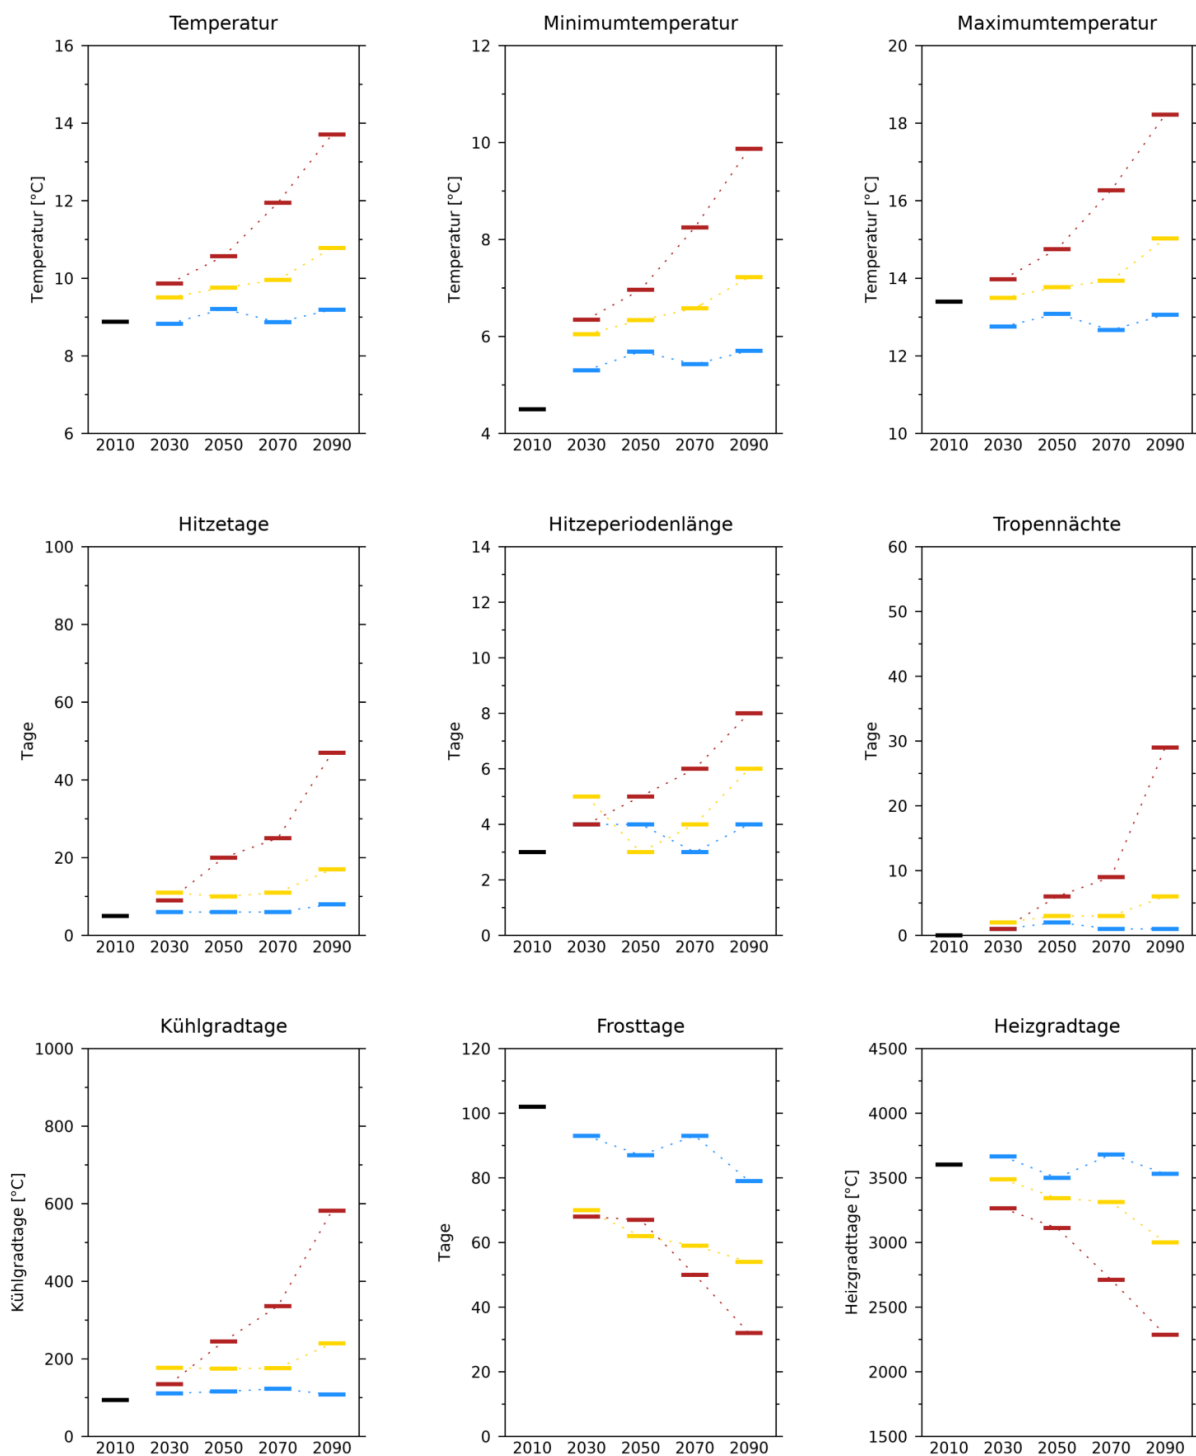 Temperatur
Temperatur [°C]
16
14
12
10
8
6
2010 2030 2050 2070 2090
Minimumtemperatur
Temperatur [°C]
12
10
8
6
4
2010 2030 2050 2070 2090
Maximumtemperatur
Temperatur [°C]
20
18
16
14
12
10
2010 2030 2050 2070 2090
Hitzetage
Tage
100
80
60
40
20
0
2010 2030 2050 2070 2090
Hitzeperiodenlänge
Tage
14
12
10
8
6
4
2
0
2010 2030 2050 2070 2090
Tropennächte
Tage
60
50
40
30
20
10
0
2010 2030 2050 2070 2090
Kühlgradtage
Kühlgradtage [°C]
1000
800
600
400
200
0
2010 2030 2050 2070 2090
Frosttage
Tage
120
100
80
60
40
20
0
2010 2030 2050 2070 2090
Heizgradtage
Heizgradttage [°C]
4500
4000
3500
3000
2500
2000
1500
2010 2030 2050 2070 2090